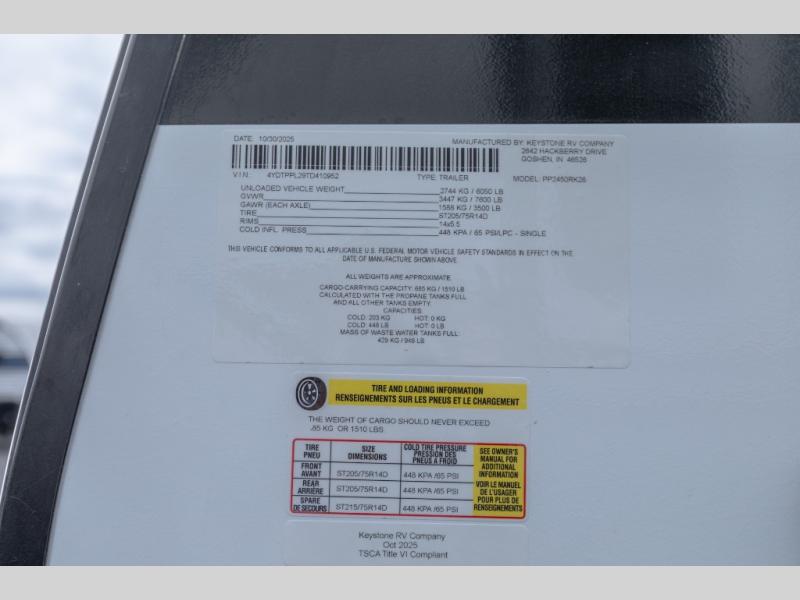 DATE: 10/30/2025
MANUFACTURED BY: KEYSTONE RV COMPANY
2642 HACKBERRY DRIVE
GOSHEN, IN 46526
VIN: 4YDTPPL29TD410952 TYPE: TRAILER MODEL: PP2450RK26
UNLOADED VEHICLE WEIGHT 2744 KG / 6050 LB
GVWR 3447 KG / 7600 LB
GAWR (EACH AXLE) 1588 KG / 3500 LB
TIRE ST205/75R14D
RIMS 14x5.5
COLD INFL. PRESS 448 KPA / 65 PSI/LPC - SINGLE
THIS VEHICLE CONFORMS TO ALL APPLICABLE U.S. FEDERAL MOTOR VEHICLE SAFETY STANDARDS IN EFFECT ON THE
DATE OF MANUFACTURE SHOWN ABOVE.
ALL WEIGHTS ARE APPROXIMATE.
CARGO-CARRYING CAPACITY: 685 KG / 1510 LB
CALCULATED WITH THE PROPANE TANKS FULL
AND ALL OTHER TANKS EMPTY.
CAPACITIES:
COLD: 203 KG HOT: 0 KG
COLD: 448 LB HOT: 0 LB
MASS OF WASTE WATER TANKS FULL:
429 KG / 946 LB
TIRE AND LOADING INFORMATION
RENSEIGNEMENTS SUR LES PNEUS ET LE CHARGEMENT
THE WEIGHT OF CARGO SHOULD NEVER EXCEED
.85 KG OR 1510 LBS.
TIRE
PNEU
SIZE
DIMENSIONS
COLD TIRE PRESSURE
PRESSION DES
PNEUS A FROID
FRONT
AVANT
ST205/75R14D 448 KPA /65 PSI
REAR
ARRIÈRE
ST205/75R14D 448 KPA /65 PSI
SPARE
DE SECOURS
ST215/75R14D 448 KPA /65 PSI
SEE OWNER'S
MANUAL FOR
ADDITIONAL
INFORMATION
VOIR LE MANUEL
DE L'USAGER
POUR PLUS DE
RENSEIGNEMENTS
Keystone RV Company
Oct 2025
TSCA Title VI Compliant